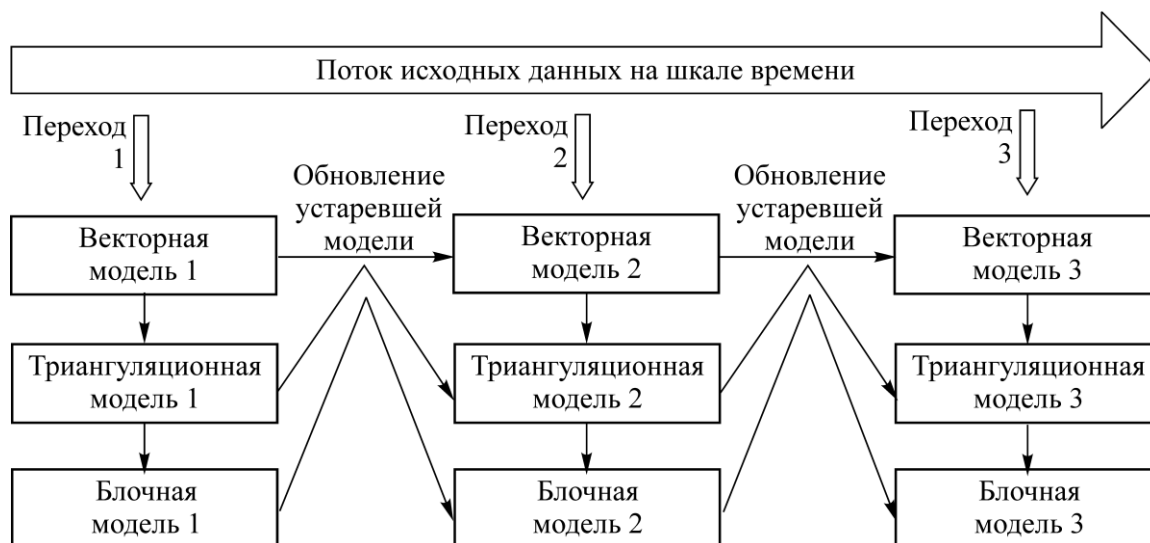 Поток исходных данных на шкале времени
Переход
1
Переход
2
Переход
3
Обновление
устаревшей
модели
Обновление
устаревшей
модели
Векторная
модель 1
Векторная
модель 2
Векторная
модель 3
Триангуляционная
модель 1
Триангуляционная
модель 2
Триангуляционная
модель 3
Блочная
модель 1
Блочная
модель 2
Блочная
модель 3